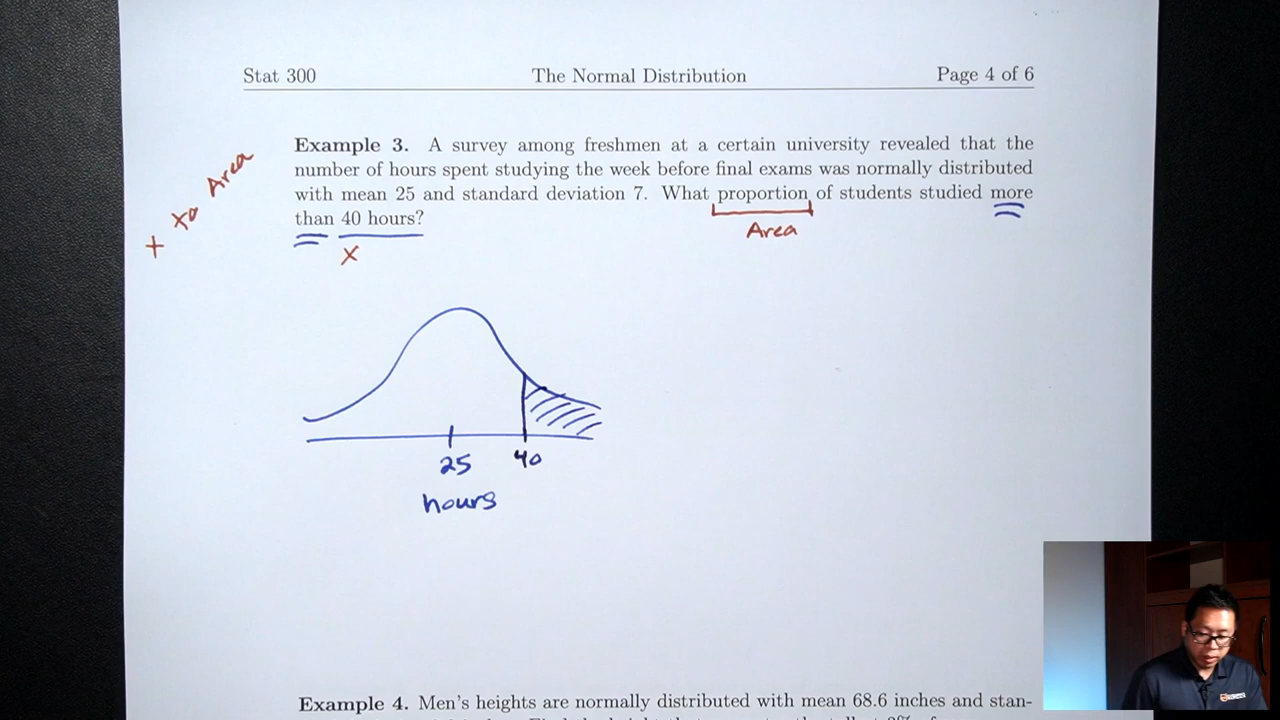 Stat 300 The Normal Distribution Page 4 of 6
Example 3. A survey among freshmen at a certain university revealed that the
number of hours spent studying the week before final exams was normally distributed
with mean 25 and standard deviation 7. What proportion of students studied more
than 40 hours?
Area
x
Area
25 40
hours
Example 4. Men's heights are normally distributed with mean 68.6 inches and stan-